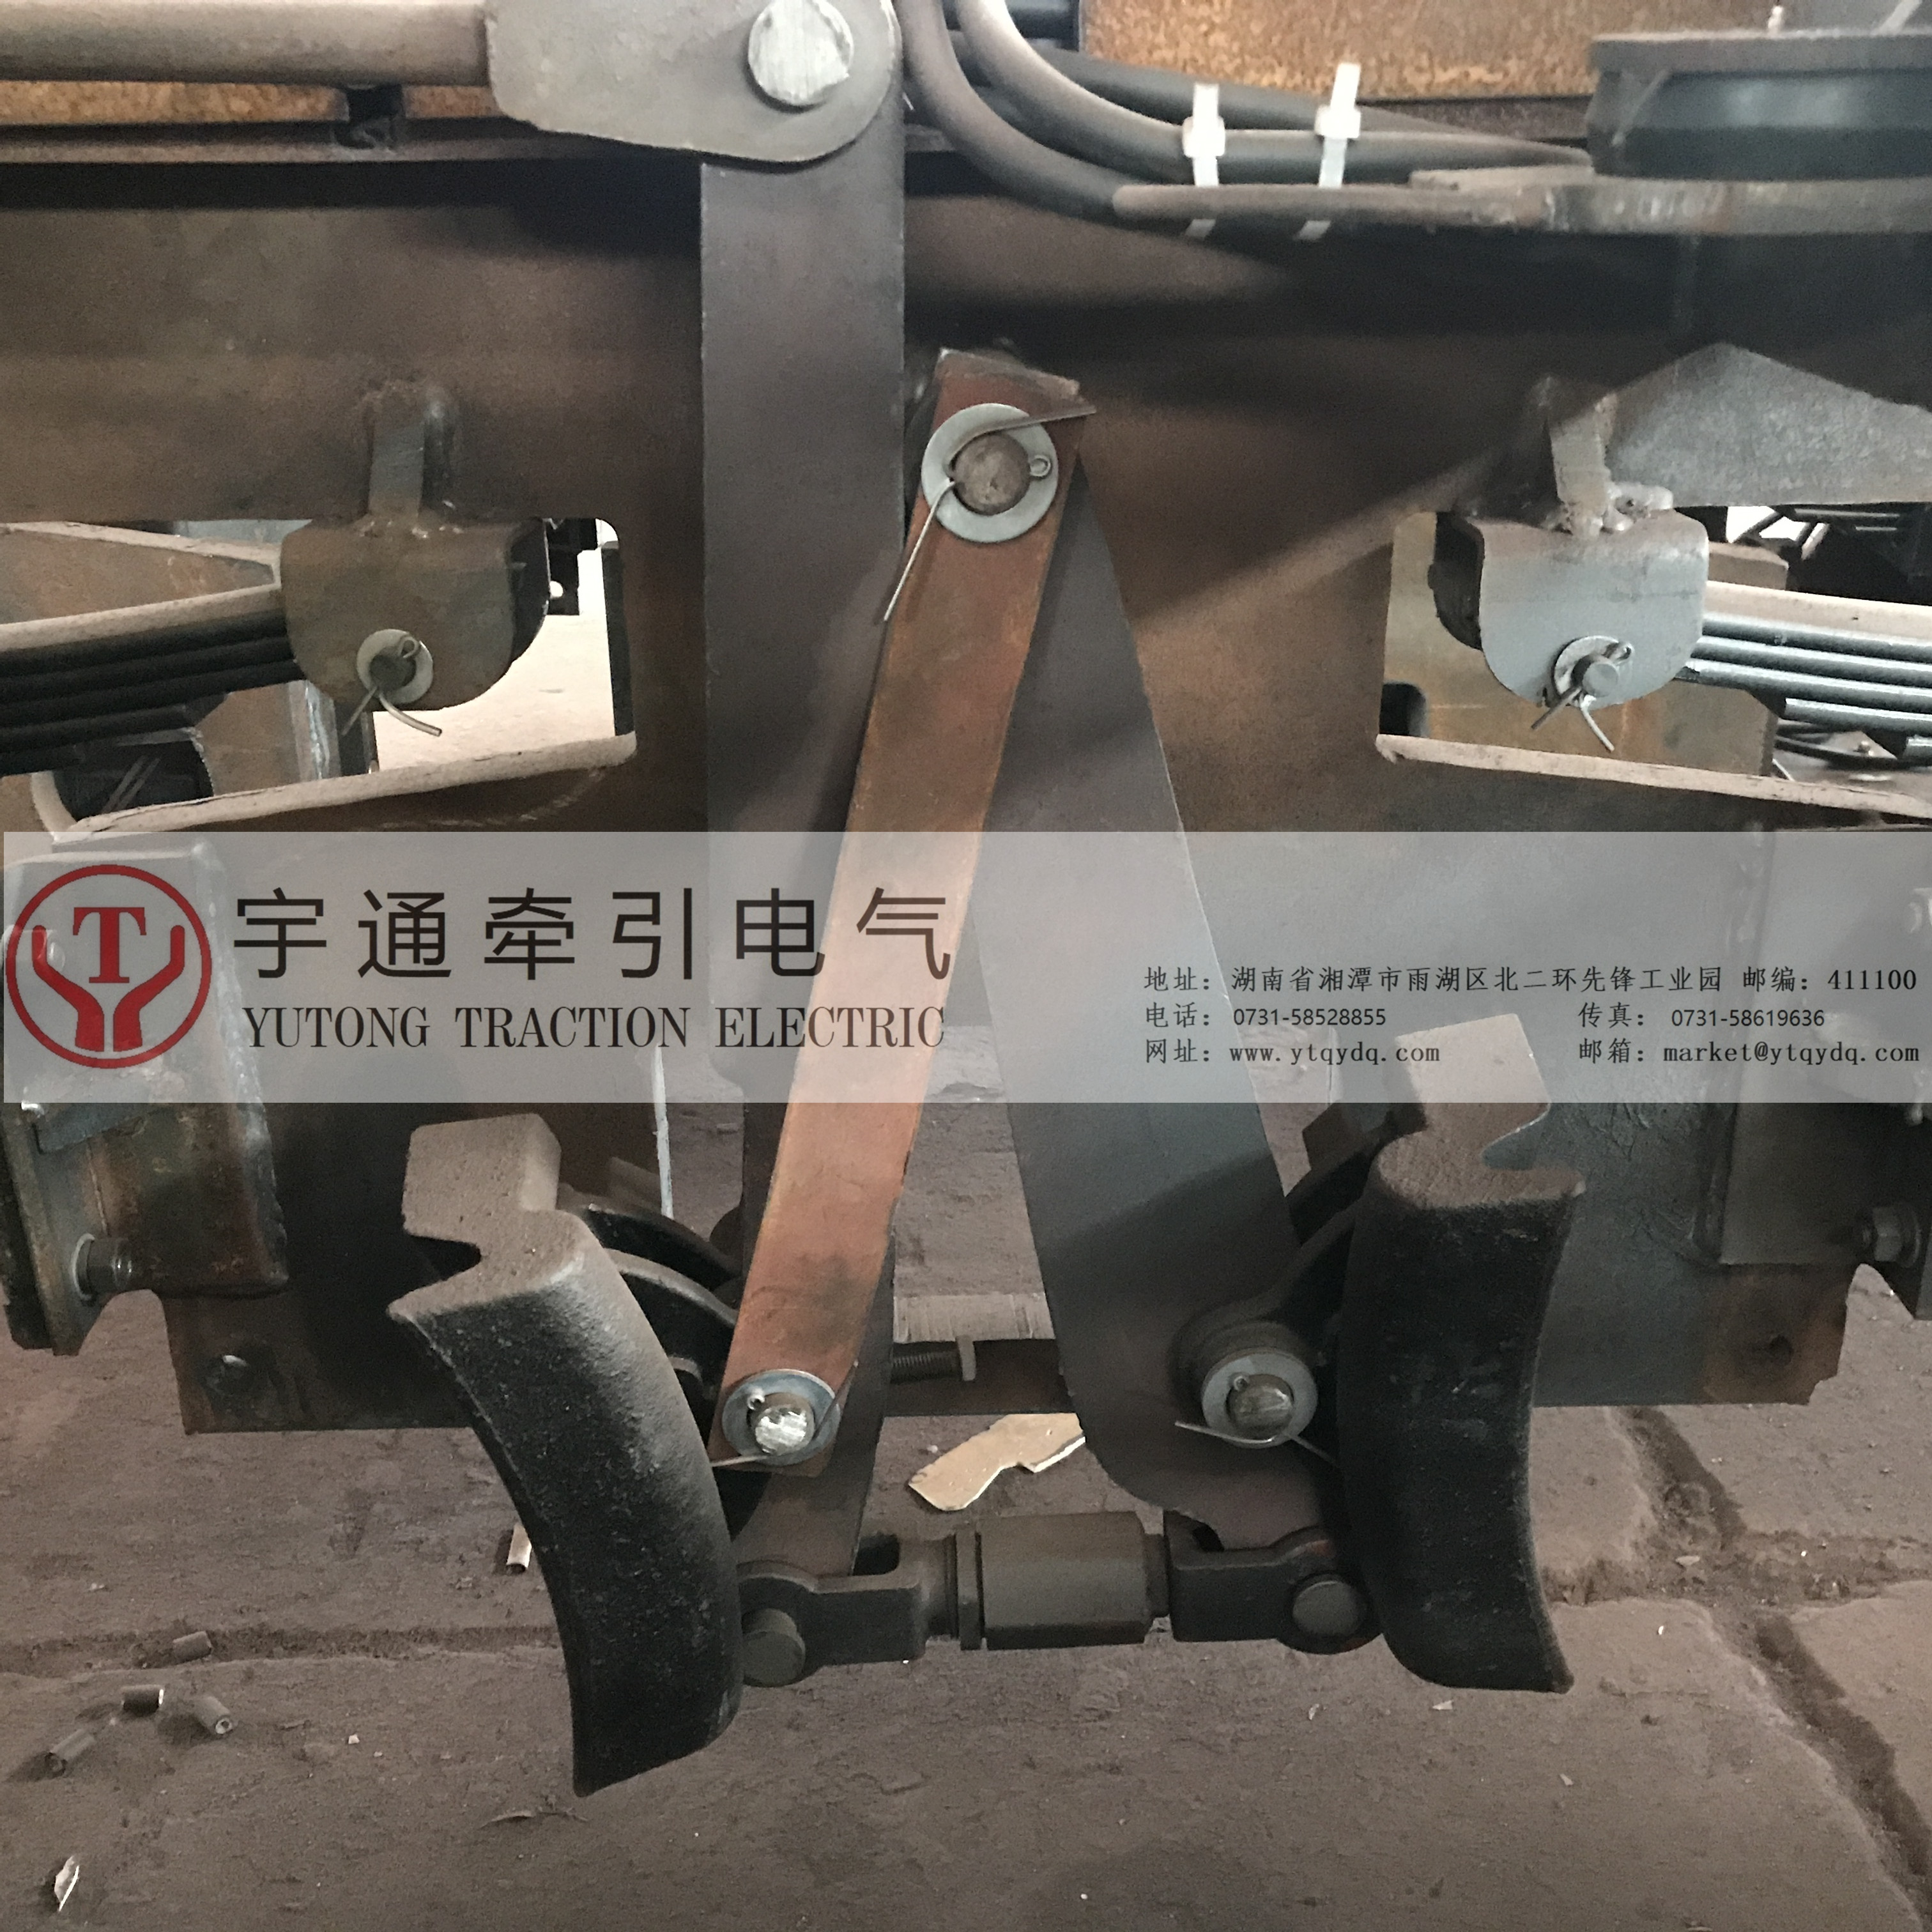 T
宇通牵引电气
YUTONG TRACTION ELECTRIC
地址：湖南省湘潭市雨湖区北二环先锋工业园 邮编：411100
电话：0731-58528855 传真：0731-58619636
网址：www.ytqydq.com 邮箱：market@ytqydq.com